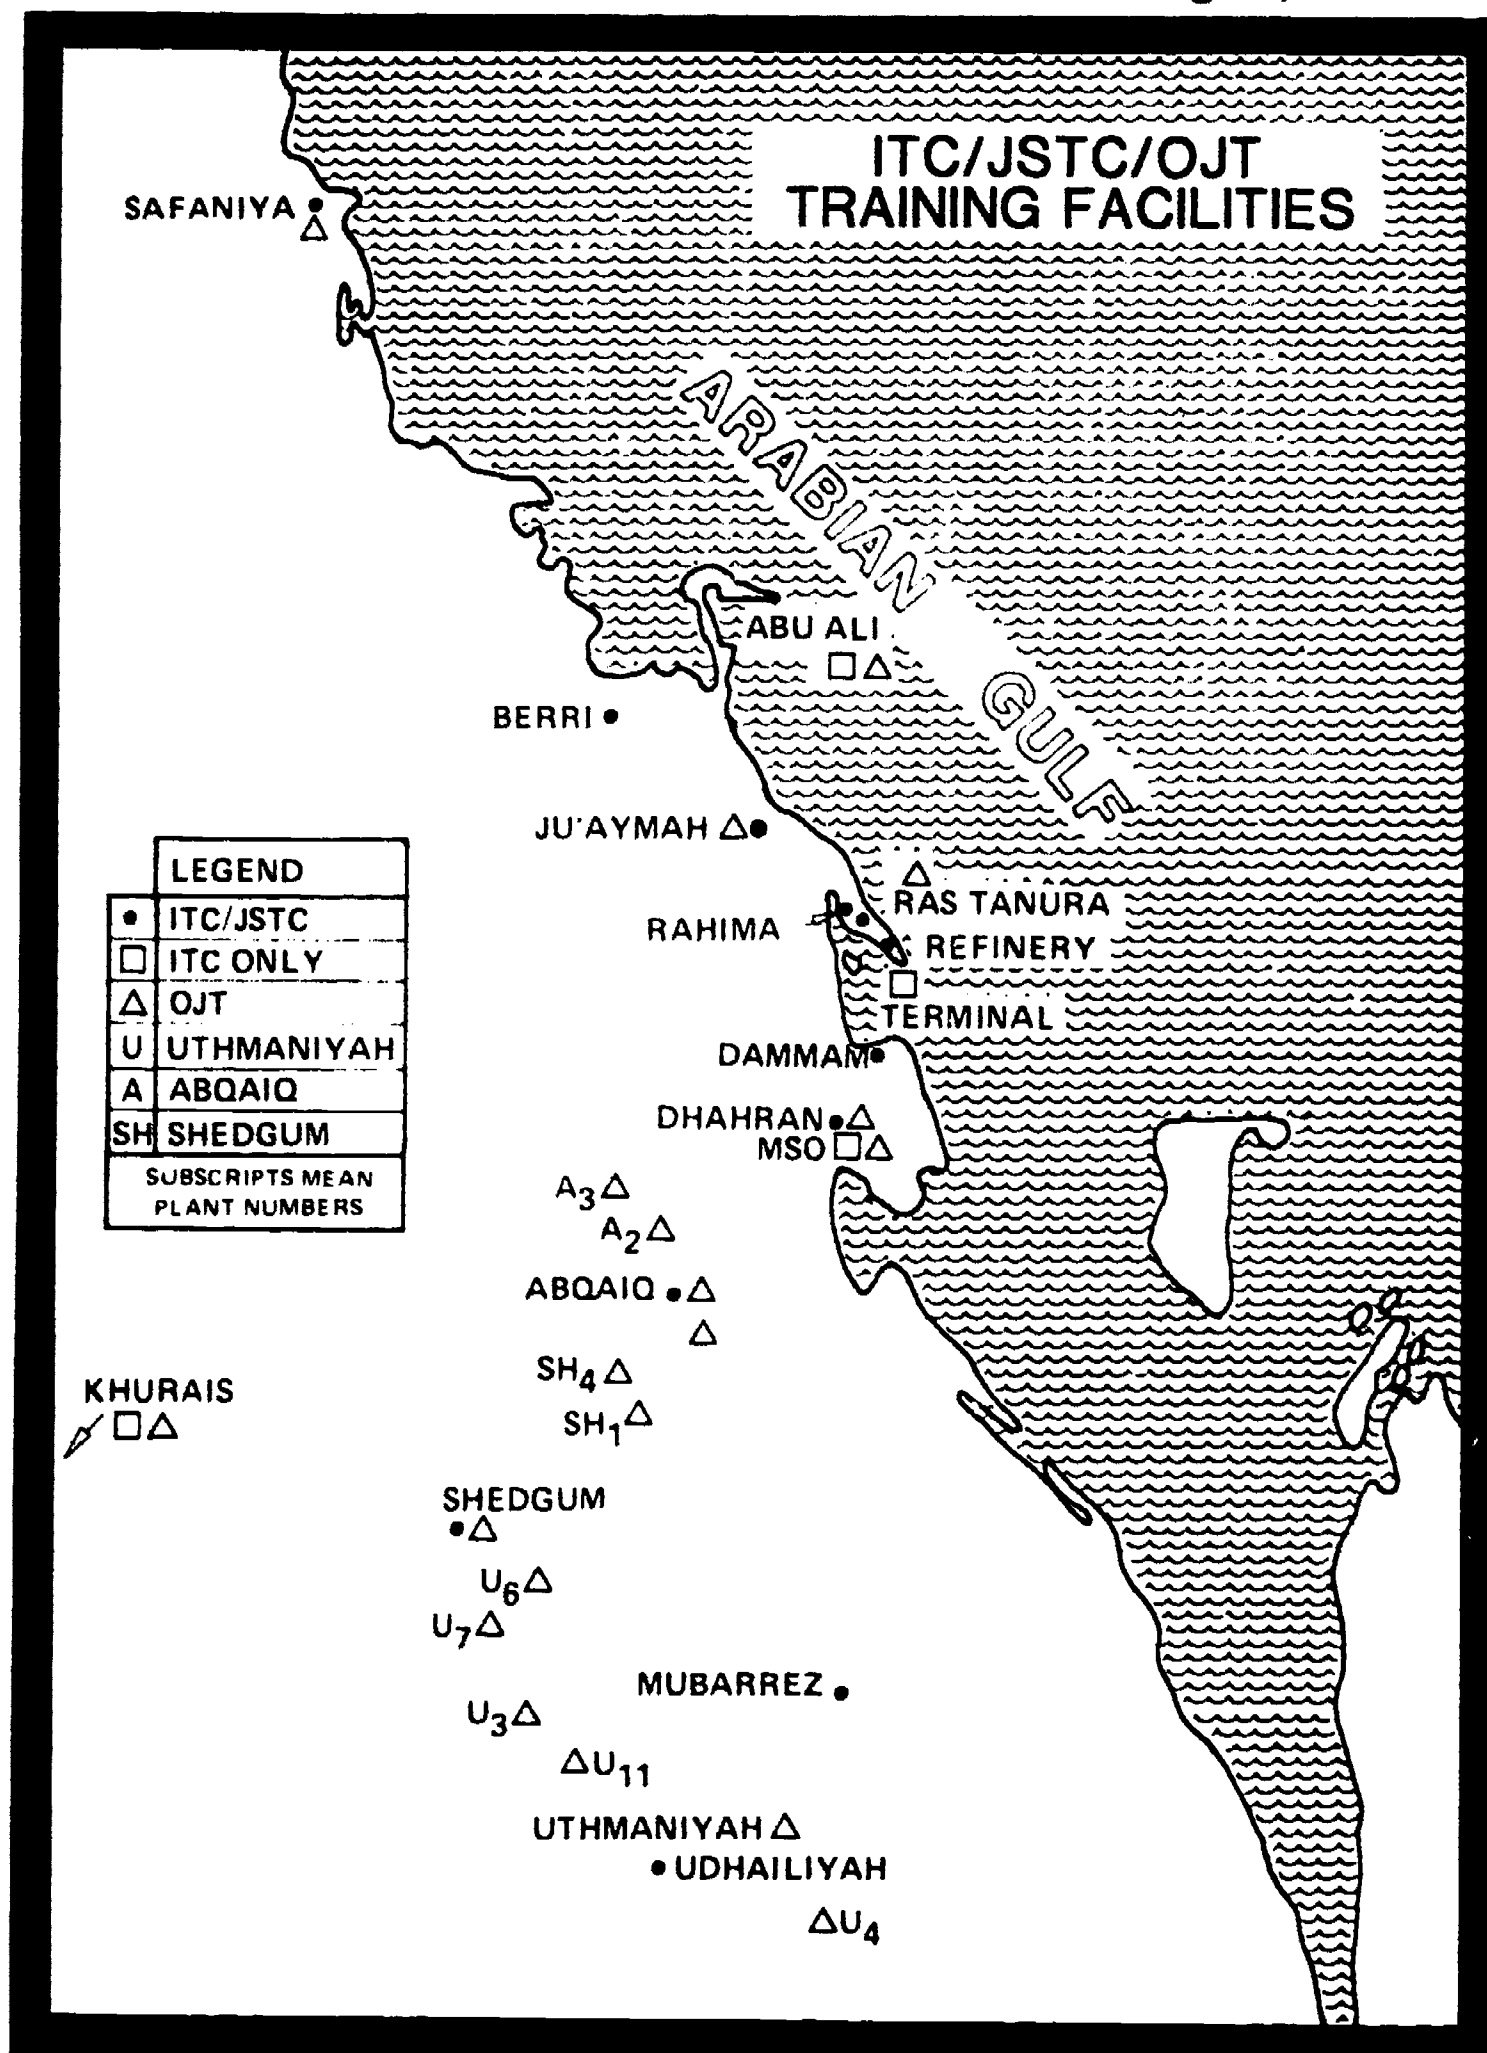 ITC/JSTC/OJT
TRAINING FACILITIES
SAFANIYA
ARABIAN GULF
ABU ALI
BERRI
JU'AYMAH
RAS TANURA
RAHIMA
REFINERY
TERMINAL
DAMMAM
DHAHRAN
MSO
LEGEND
ITC/JSTC
ITC ONLY
OJT
U UTHMANIYAH
A ABQAIQ
SH SHEDGUM
SUBSCRIPTS MEAN
PLANT NUMBERS
A3
A2
ABQAIQ
SH4
KHURAIS
SH1
SHEDGUM
U6
U7
MUBARREZ
U3
U11
UTHMANIYAH
UDHAILIYAH
U4